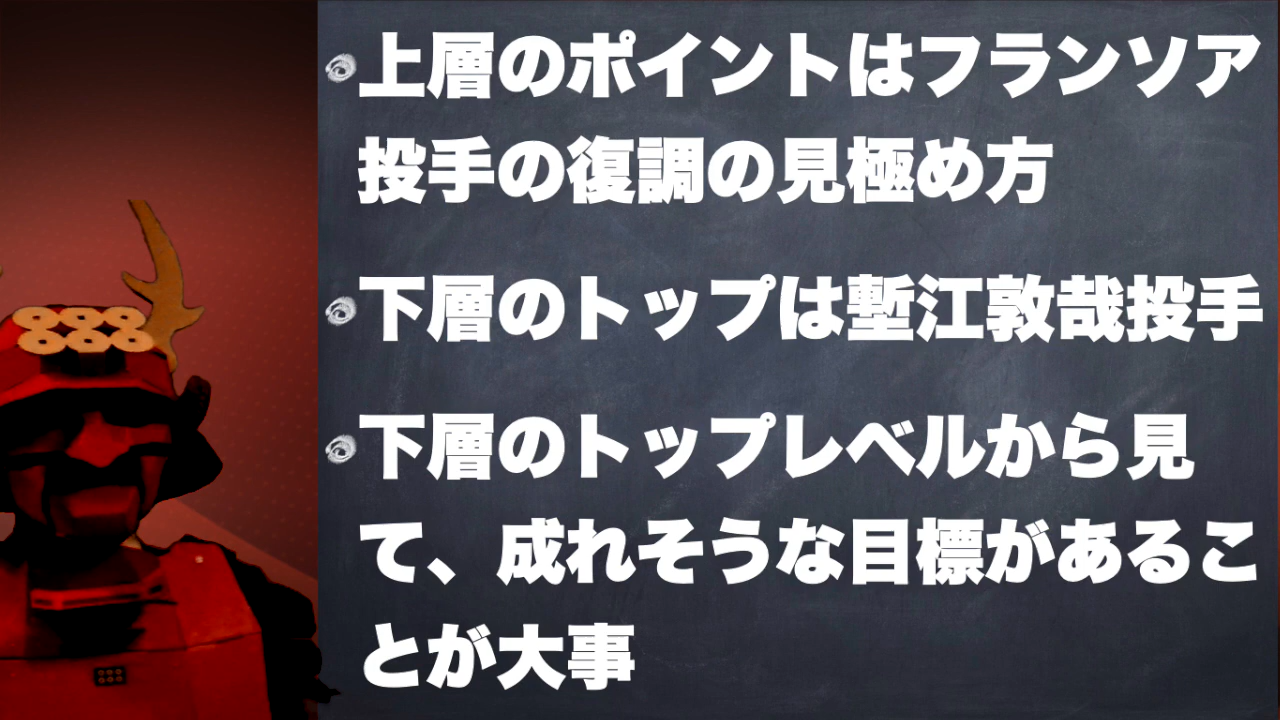 上層のポイントはフランソア
投手の復調の見極め方
下層のトップは塹江敦哉投手
下層のトップレベルから見
て、成れそうな目標があるこ
とが大事